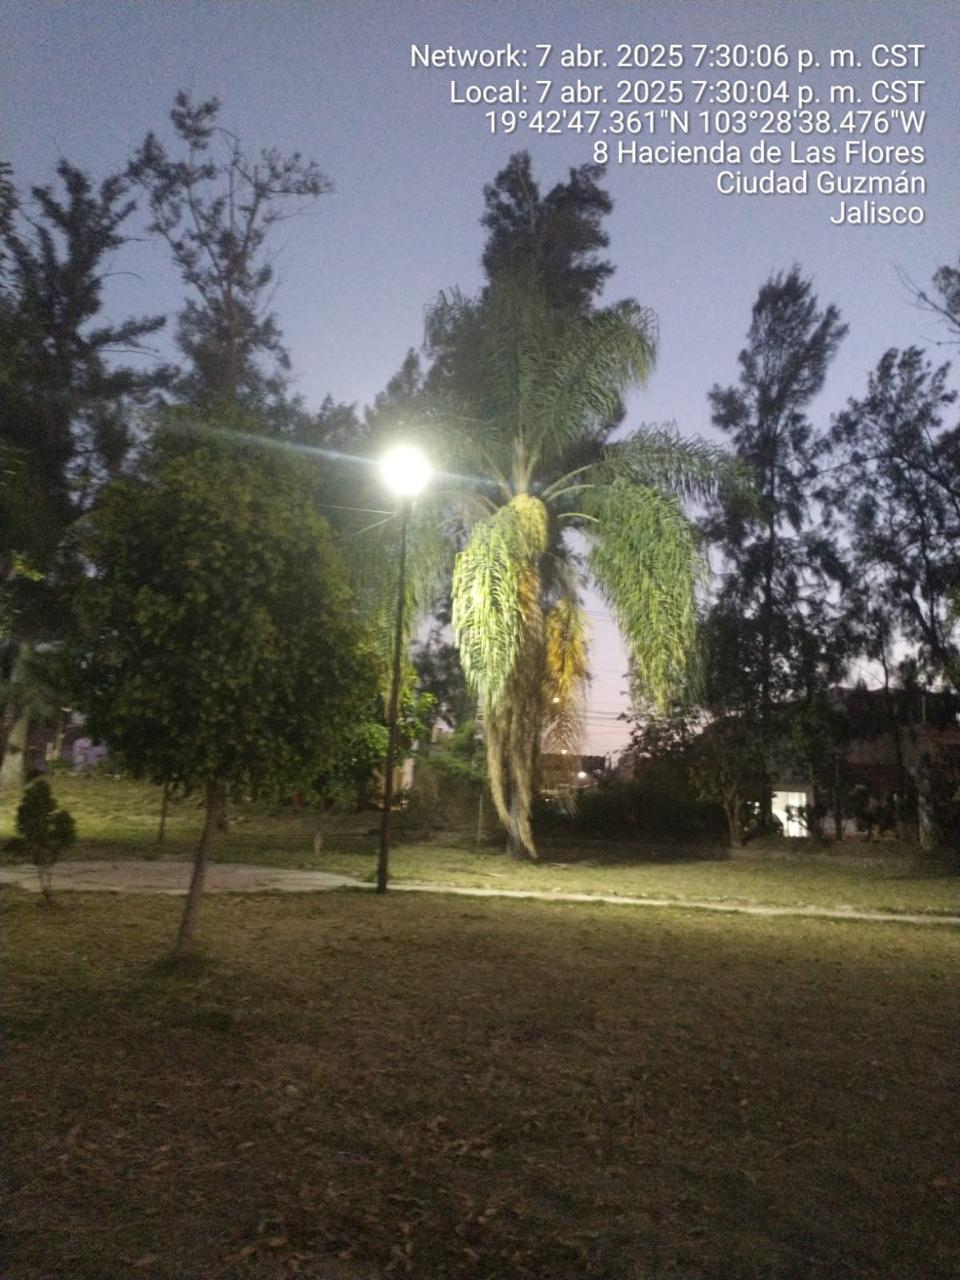 Network: 7 abr. 2025 7:30:06 p. m. CST
Local: 7 abr. 2025 7:30:04 p. m. CST
19°42'47.361"N 103°28'38.476"W
8 Hacienda de Las Flores
Ciudad Guzmán
Jalisco